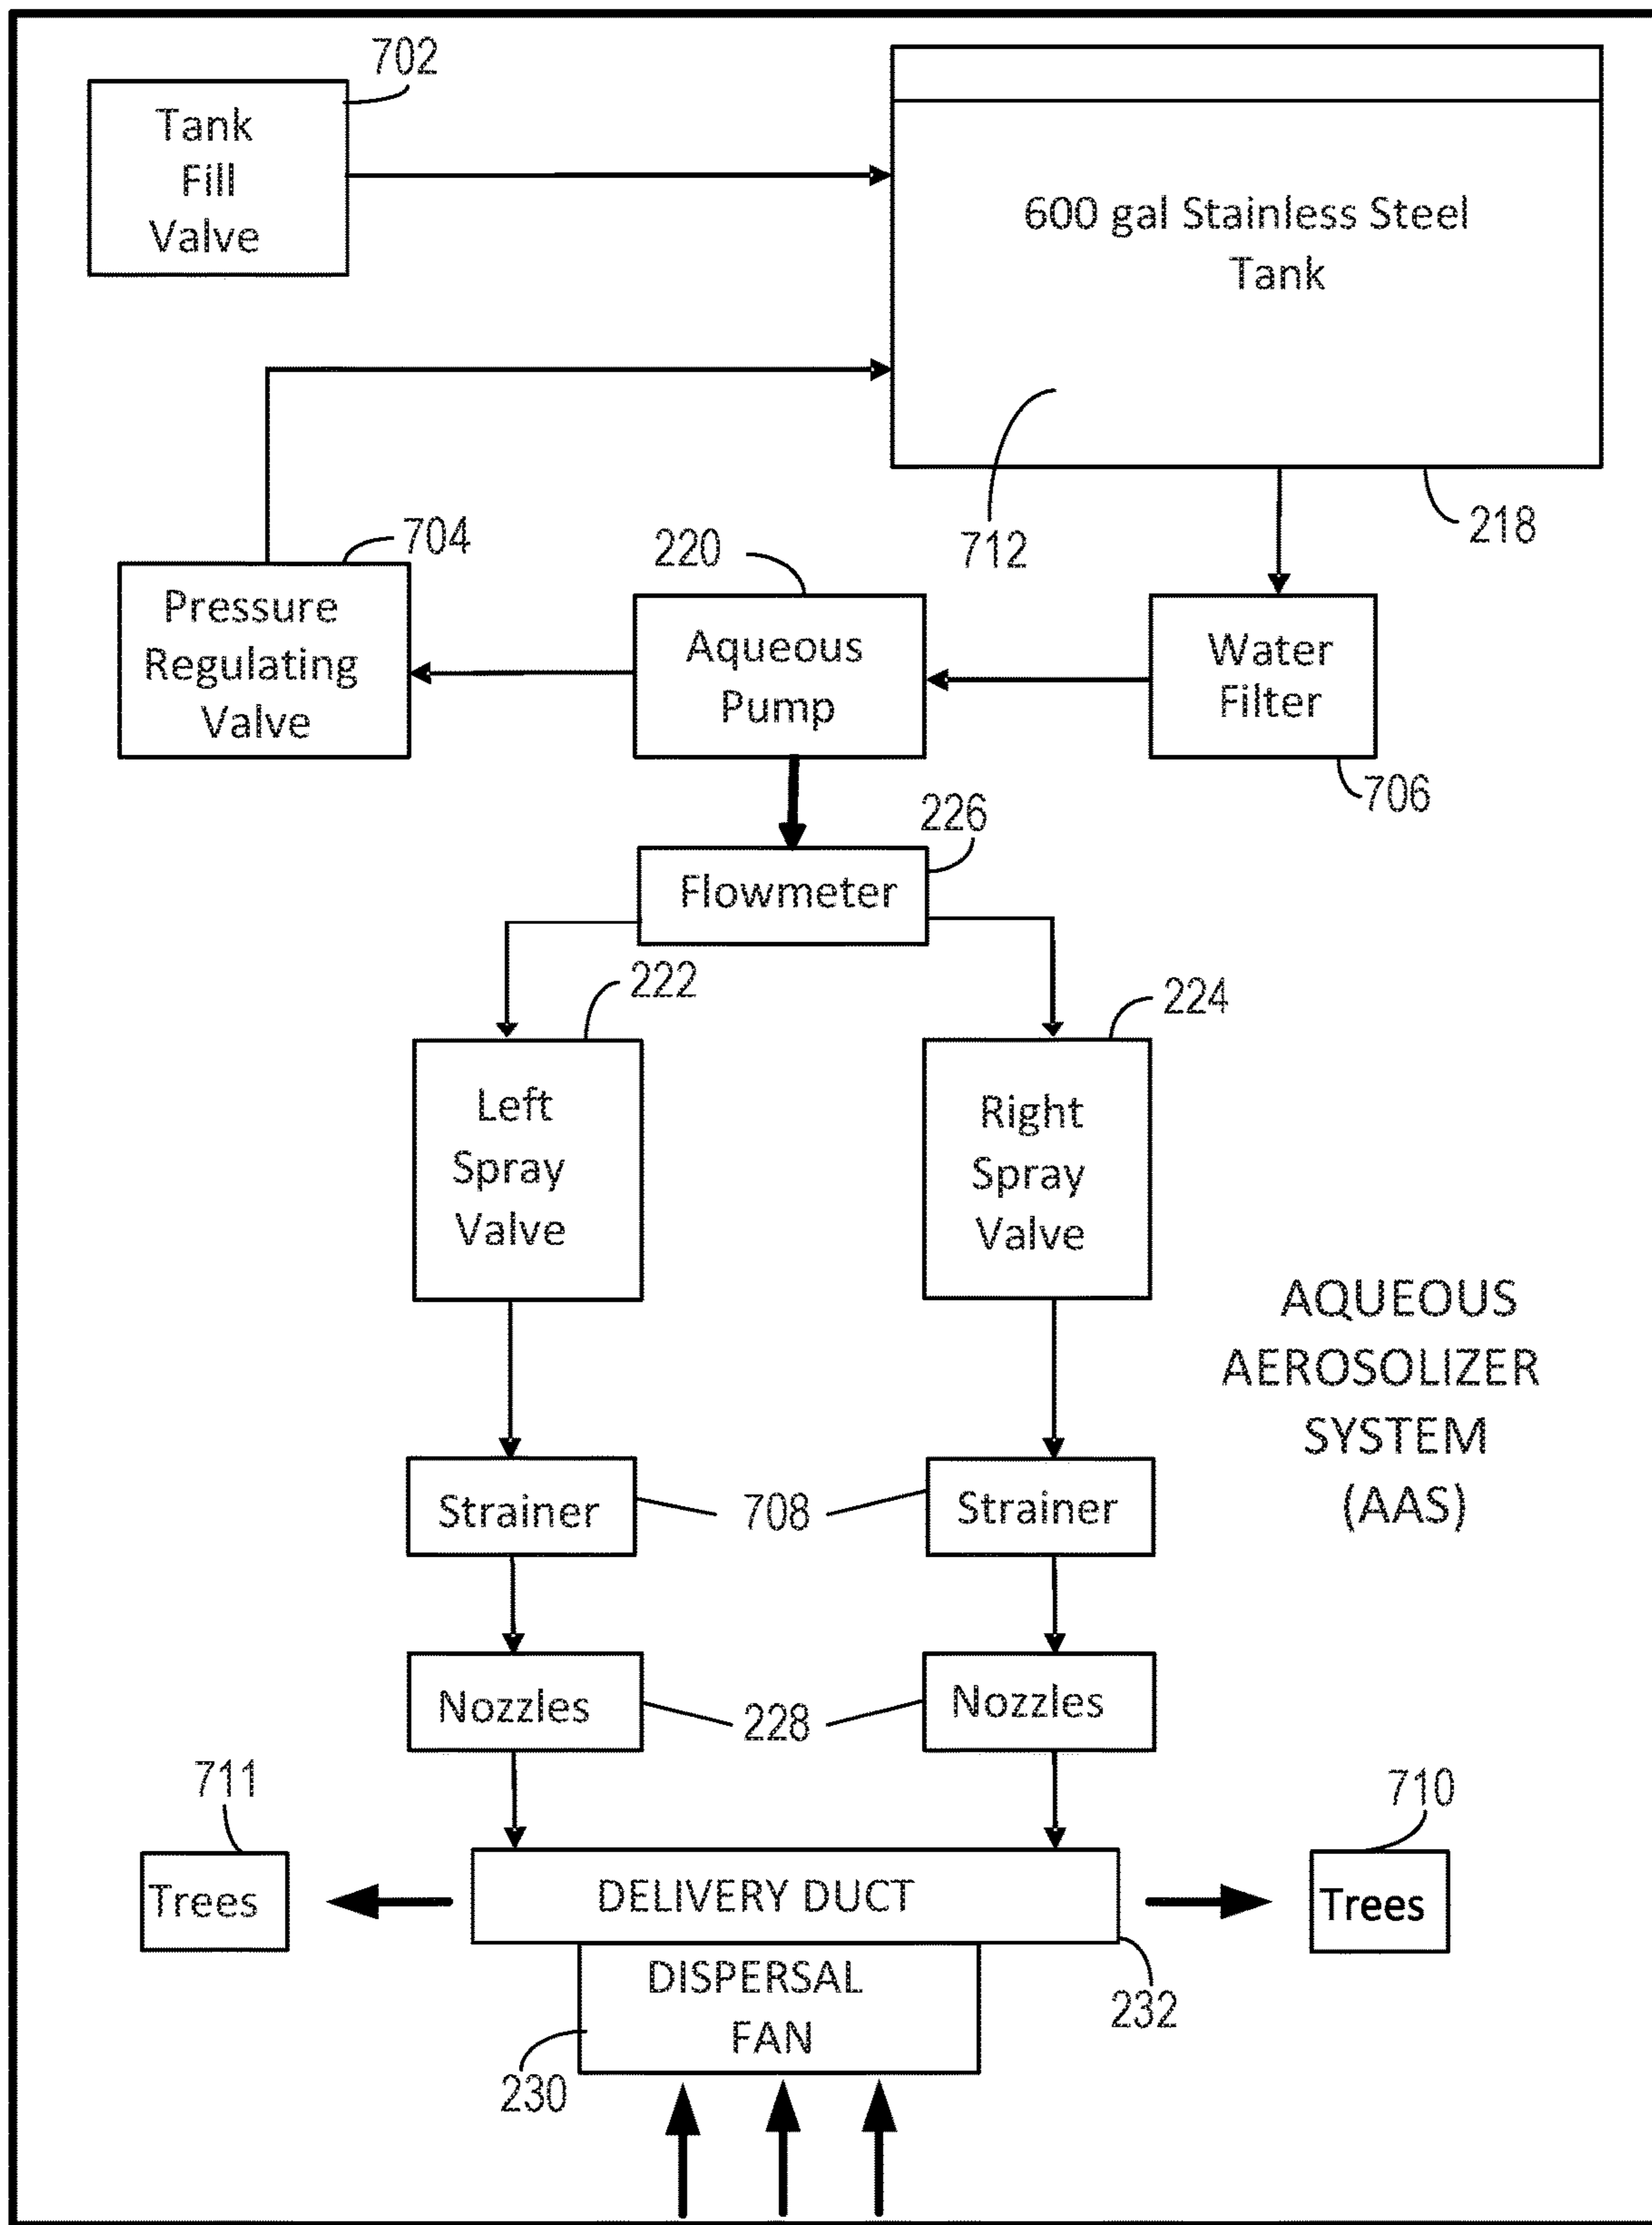 702
Tank
Fill
Valve
600 gal Stainless Steel
Tank
712
218
704
Pressure
Regulating
Valve
220
Aqueous
Pump
Water
Filter
706
226
Flowmeter
222
Left
Spray
Valve
224
Right
Spray
Valve
AQUEOUS
AEROSOLIZER
SYSTEM
(AAS)
Strainer
708
Strainer
Nozzles
228
Nozzles
711
Trees
DELIVERY DUCT
710
Trees
232
DISPERSAL
FAN
230